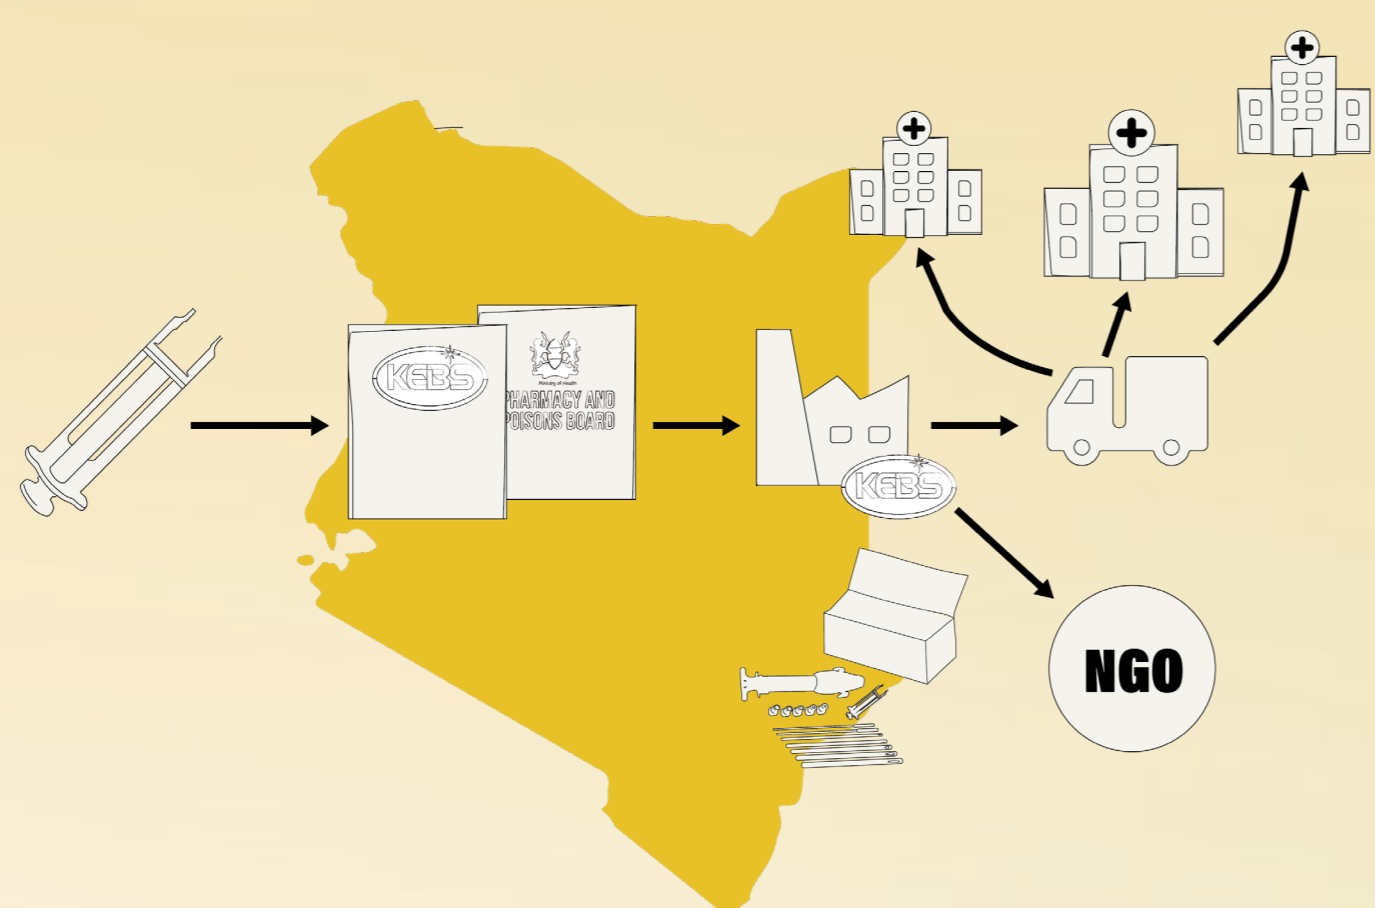 KEBS
Ministry of Health
PHARMACY AND
POISONS BOARD
KEBS
NGO